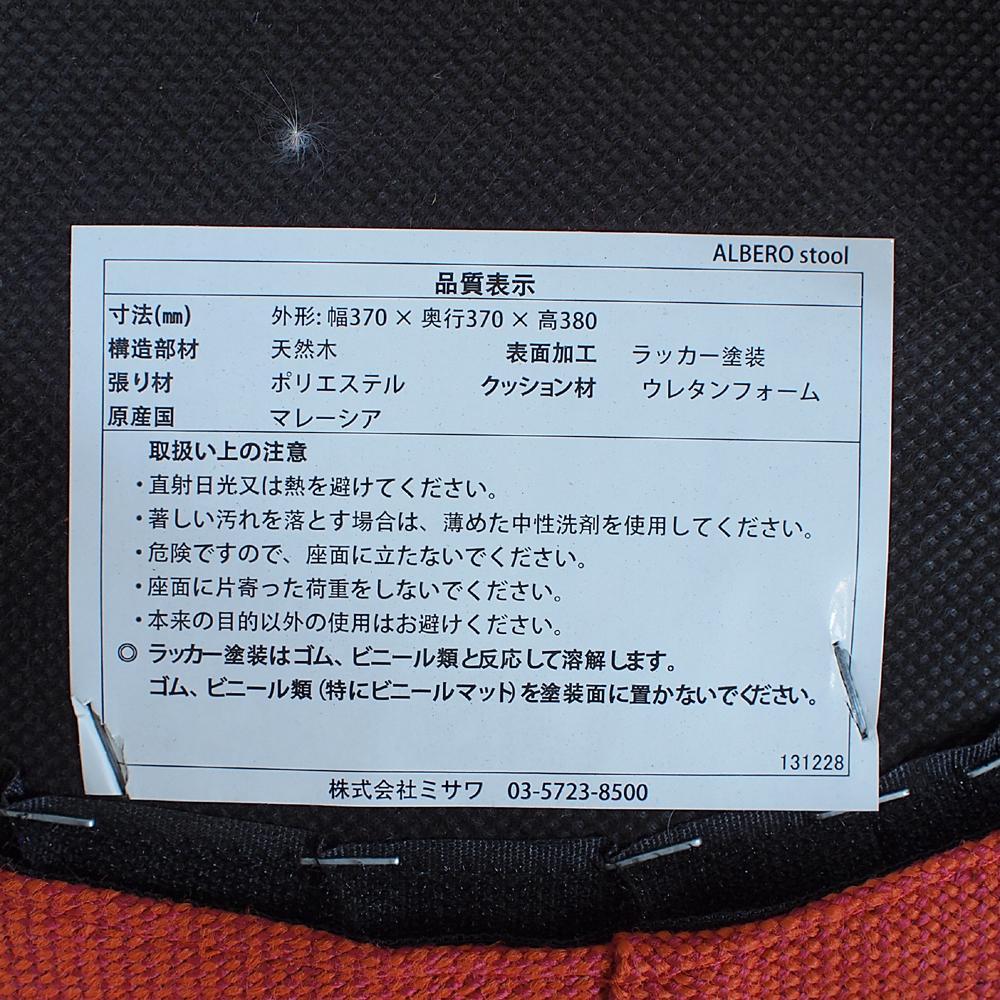 ALBERO stool
品質表示
寸法(㎜) 外形: 幅370 × 奥行370 × 高380
構造部材 天然木 表面加工 ラッカー塗装
張り材 ポリエステル クッション材 ウレタンフォーム
原産国 マレーシア
取扱い上の注意
・直射日光又は熱を避けてください。
・著しい汚れを落とす場合は、薄めた中性洗剤を使用してください。
・危険ですので、座面に立たないでください。
・座面に片寄った荷重をしないでください。
・本来の目的以外の使用はお避けください。
◎ ラッカー塗装はゴム、ビニール類と反応して溶解します。
ゴム、ビニール類（特にビニールマット）を塗装面に置かないでください。
131228
株式会社ミサワ 03-5723-8500